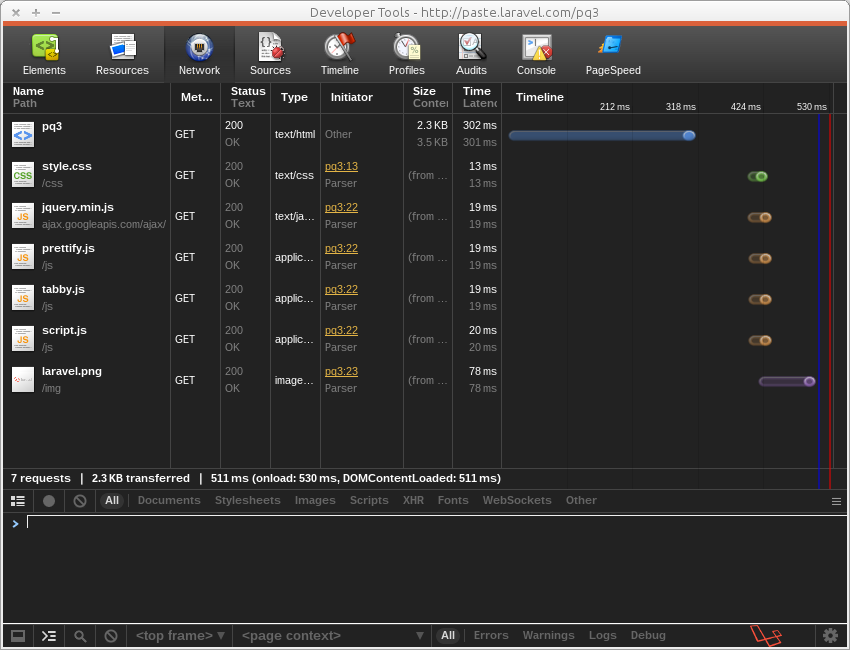 Developer Tools - http://paste.laravel.com/pq3
Elements Resources Network Sources Timeline Profiles Audits Console PageSpeed
Name Met... Status Type Initiator Size Time Timeline
Path Text Conter Latenc 212 ms 318 ms 424 ms 530 ms
pq3 GET 200 text/html Other 2.3 KB 302 ms
OK 3.5 KB 301 ms
style.css GET 200 text/css pq3:13 (from ... 13 ms
/css OK Parser 13 ms
jquery.min.js GET 200 text/ja... pq3:22 (from ... 19 ms
ajax.googleapis.com/ajax/ OK Parser 19 ms
prettify.js GET 200 applic... pq3:22 (from ... 19 ms
/js OK Parser 19 ms
tabby.js GET 200 applic... pq3:22 (from ... 19 ms
/js OK Parser 19 ms
script.js GET 200 applic... pq3:22 (from ... 20 ms
/js OK Parser 20 ms
laravel.png GET 200 image... pq3:23 (from ... 78 ms
/img OK Parser 78 ms
7 requests | 2.3 KB transferred | 511 ms (onload: 530 ms, DOMContentLoaded: 511 ms)
All Documents Stylesheets Images Scripts XHR Fonts WebSockets Other
<top frame> <page context> All Errors Warnings Logs Debug